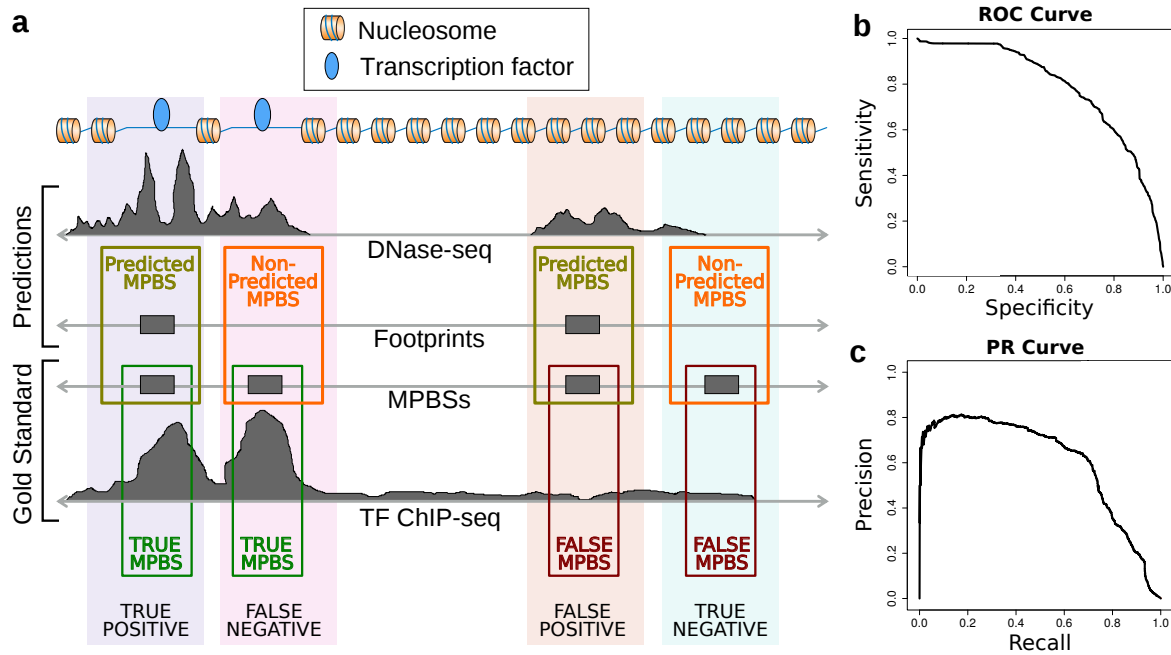 a
Nucleosome
Transcription factor
Predictions
DNase-seq
Predicted
MPBS
Non-
Predicted
MPBS
Predicted
MPBS
Non-
Predicted
MPBS
Footprints
Gold Standard
MPBSs
TF ChIP-seq
TRUE
MPBS
TRUE
MPBS
FALSE
MPBS
FALSE
MPBS
TRUE
POSITIVE
FALSE
NEGATIVE
FALSE
POSITIVE
TRUE
NEGATIVE
b
ROC Curve
Sensitivity
1.0
0.8
0.6
0.4
0.2
0.0
0.0 0.2 0.4 0.6 0.8 1.0
Specificity
c
PR Curve
Precision
1.0
0.8
0.6
0.4
0.2
0.0
0.0 0.2 0.4 0.6 0.8 1.0
Recall